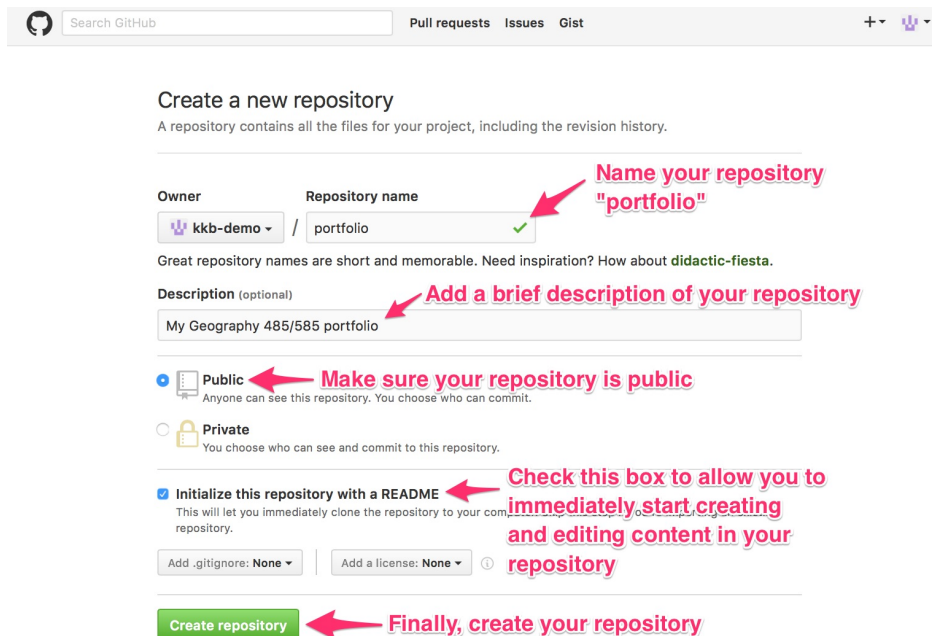 Search GitHub
Pull requests Issues Gist
Create a new repository
A repository contains all the files for your project, including the revision history.
Name your repository
"portfolio"
Owner Repository name
kkb-demo / portfolio
Great repository names are short and memorable. Need inspiration? How about didactic-fiesta.
Add a brief description of your repository
Description (optional)
My Geography 485/585 portfolio
Public
Make sure your repository is public
Anyone can see this repository. You choose who can commit.
Private
You choose who can see and commit to this repository.
Check this box to allow you to
immediately start creating
and editing content in your
repository
Initialize this repository with a README
This will let you immediately clone the repository to your
repository.
Add .gitignore: None Add a license: None
Create repository
Finally, create your repository